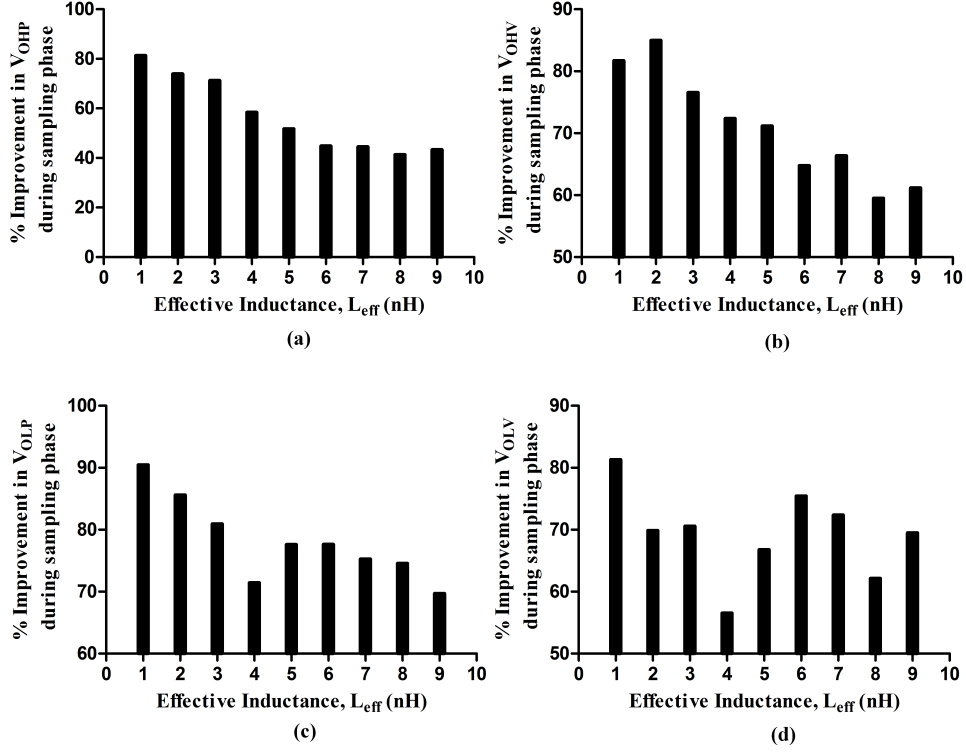 % Improvement in VOHP
during sampling phase
100
80
60
40
20
0
0 1 2 3 4 5 6 7 8 9 10
Effective Inductance, Leff (nH)
(a)
% Improvement in VOHV
during sampling phase
90
80
70
60
50
0 1 2 3 4 5 6 7 8 9 10
Effective Inductance, Leff (nH)
(b)
% Improvement in VOLP
during sampling phase
100
90
80
70
60
0 1 2 3 4 5 6 7 8 9 10
Effective Inductance, Leff (nH)
(c)
% Improvement in VOLV
during sampling phase
90
80
70
60
50
0 1 2 3 4 5 6 7 8 9 10
Effective Inductance, Leff (nH)
(d)